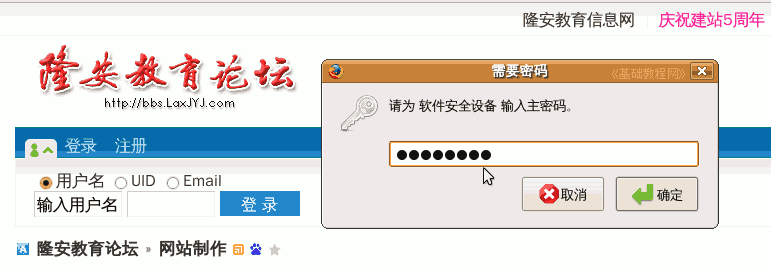 隆安教育信息网 庆祝建站5周年
隆安教育论坛
http://bbs.LaxJYJ.com
需要密码
《基础教程网》
请为 软件安全设备 输入主密码。
取消 确定
登录 注册
用户名 UID Email
输入用户名 登 录
隆安教育论坛 » 网站制作